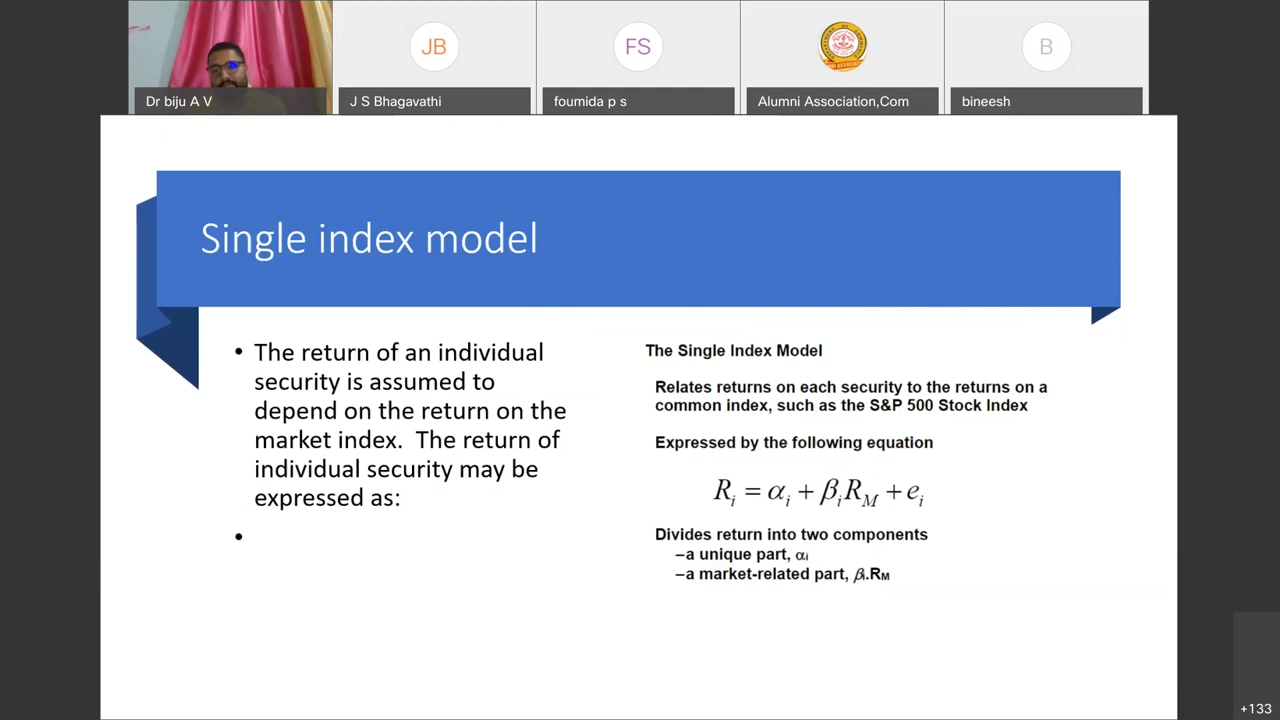 JB
FS
B
Dr biju A V
J S Bhagavathi
foumida p s
Alumni Association,Com
bineesh
Single index model
• The return of an individual
security is assumed to
depend on the return on the
market index. The return of
individual security may be
expressed as:
•
The Single Index Model
Relates returns on each security to the returns on a
common index, such as the S&P 500 Stock Index
Expressed by the following equation
Rᵢ = αᵢ + βᵢR_M + eᵢ
Divides return into two components
–a unique part, αᵢ
–a market-related part, βᵢ.R_M
+133